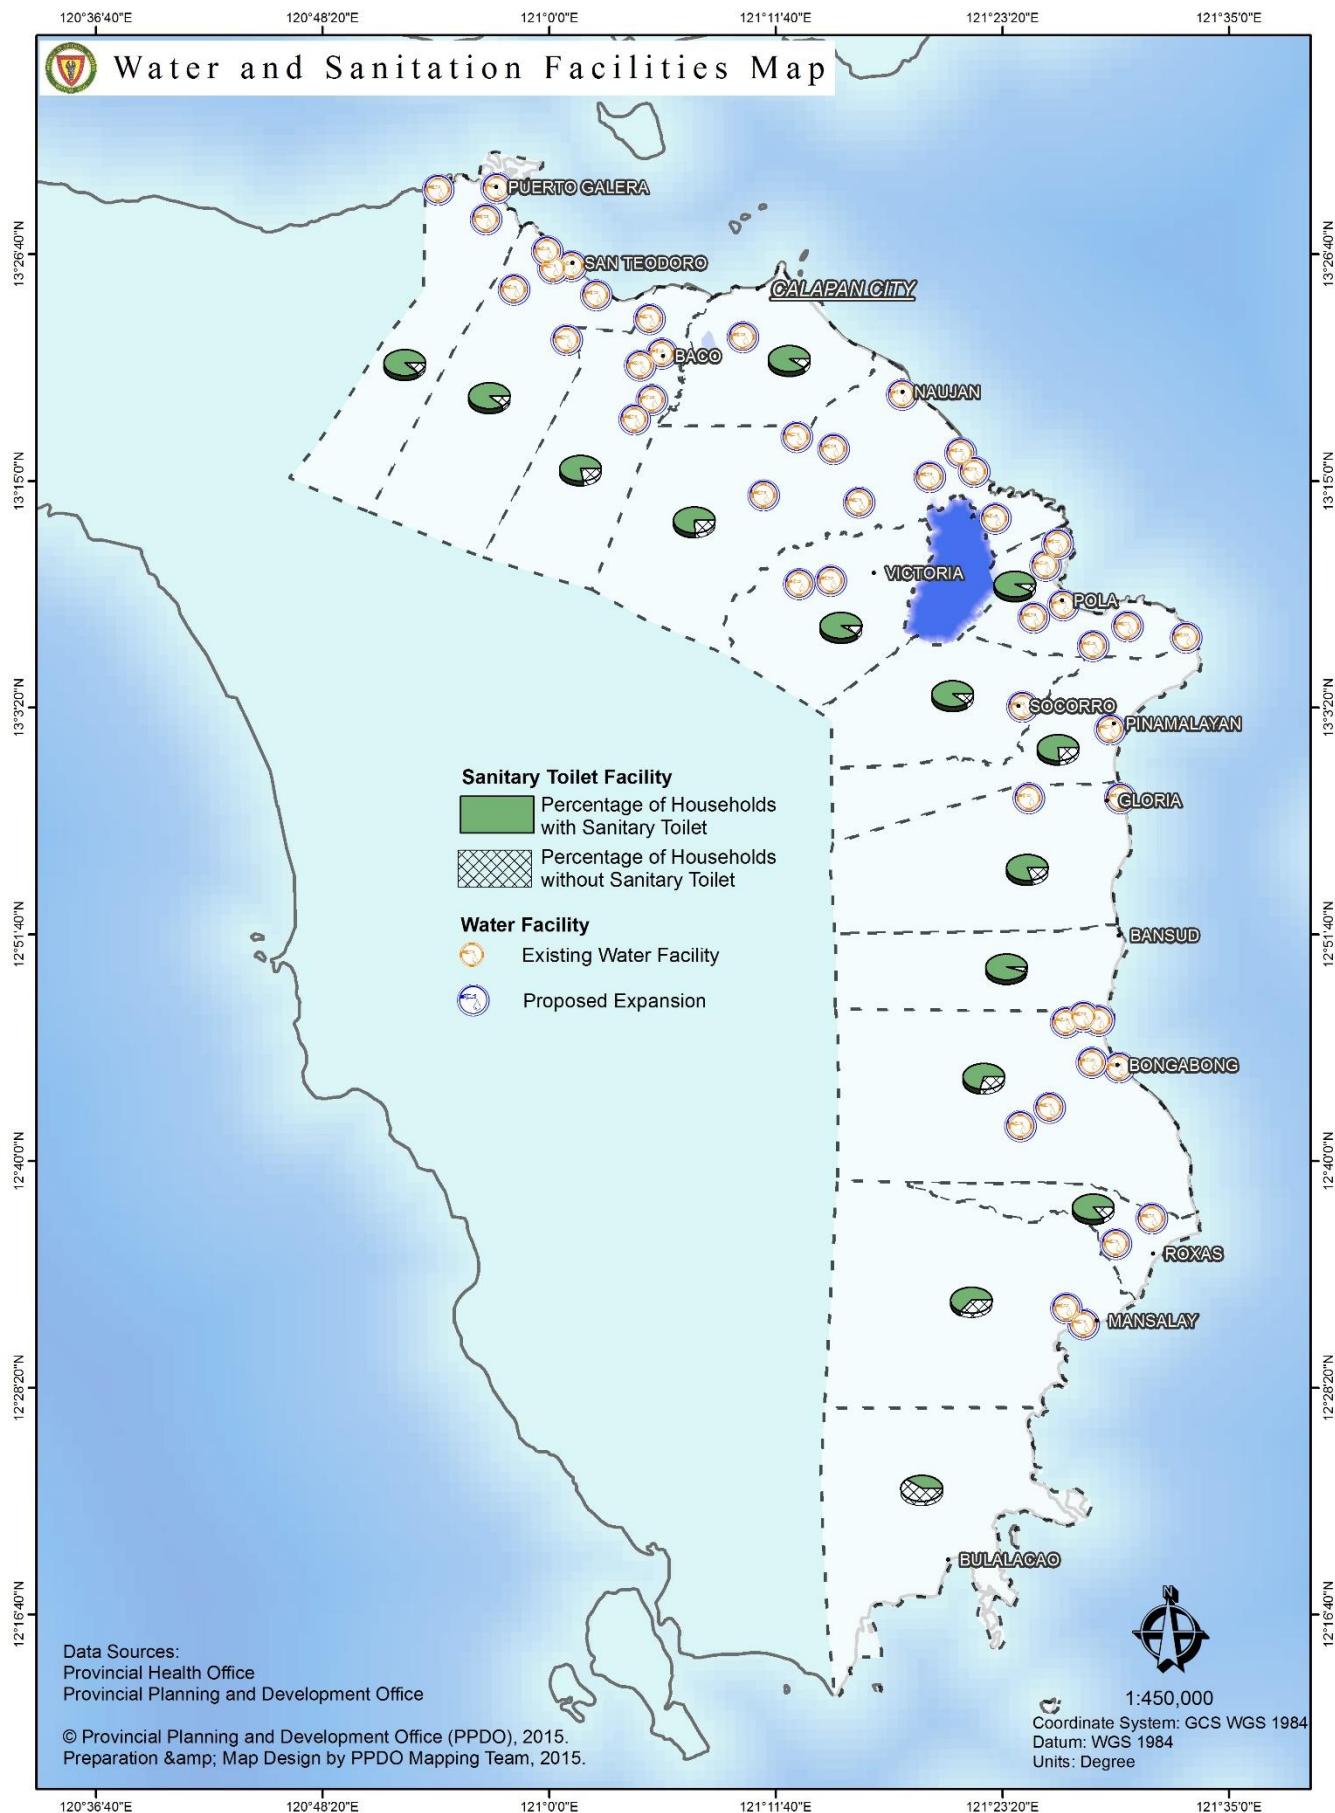 120°36'40"E
120°48'20"E
121°0'0"E
121°11'40"E
121°23'20"E
121°35'0"E
Water and Sanitation Facilities Map
PUERTO GALERA
13°26'40"N
13°26'40"N
SAN TEODORO
CALAPAN CITY
BACO
NAUJAN
13°15'0"N
13°15'0"N
VICTORIA
POLA
13°3'20"N
13°3'20"N
SOCORRO
PINAMALAYAN
GLORIA
Sanitary Toilet Facility
Percentage of Households
with Sanitary Toilet
Percentage of Households
without Sanitary Toilet
Water Facility
Existing Water Facility
Proposed Expansion
12°51'40"N
12°51'40"N
BANSUD
BONGABONG
12°40'0"N
12°40'0"N
ROXAS
MANSALAY
12°28'20"N
12°28'20"N
BULALACAO
12°16'40"N
12°16'40"N
N
Data Sources:
Provincial Health Office
Provincial Planning and Development Office
© Provincial Planning and Development Office (PPDO), 2015.
Preparation &amp; Map Design by PPDO Mapping Team, 2015.
1:450,000
Coordinate System: GCS WGS 1984
Datum: WGS 1984
Units: Degree
120°36'40"E
120°48'20"E
121°0'0"E
121°11'40"E
121°23'20"E
121°35'0"E